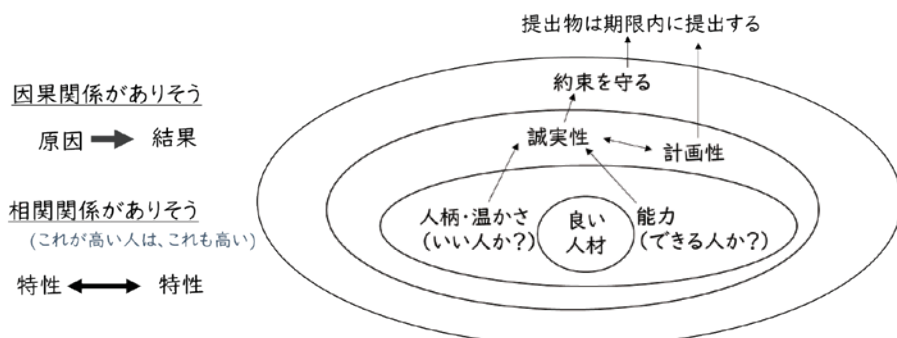 因果関係がありそう
原因 結果
相関関係がありそう
(これが高い人は、これも高い)
特性 特性
提出物は期限内に提出する
約束を守る
誠実性
計画性
人柄・温かさ
(いい人か?)
良い
人材
能力
(できる人か?)